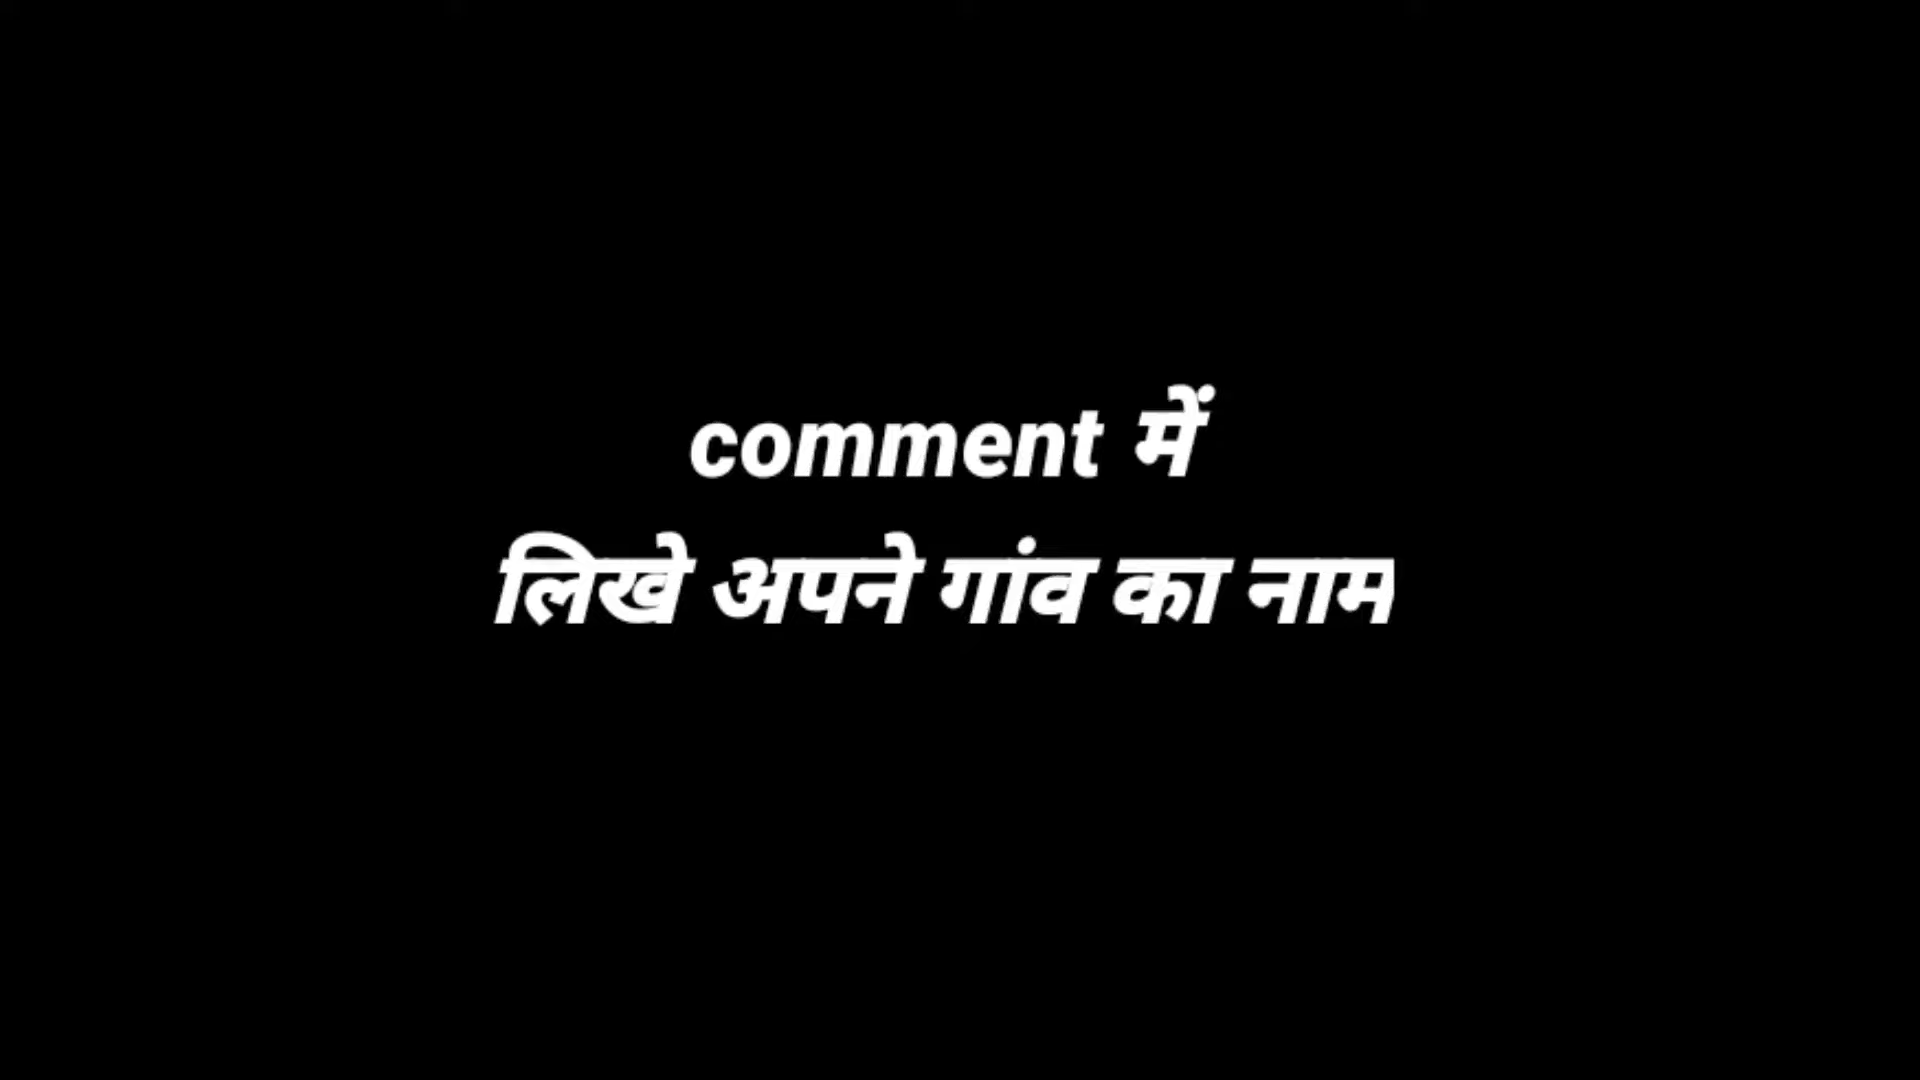 comment में
लिखे अपने गांव का नाम